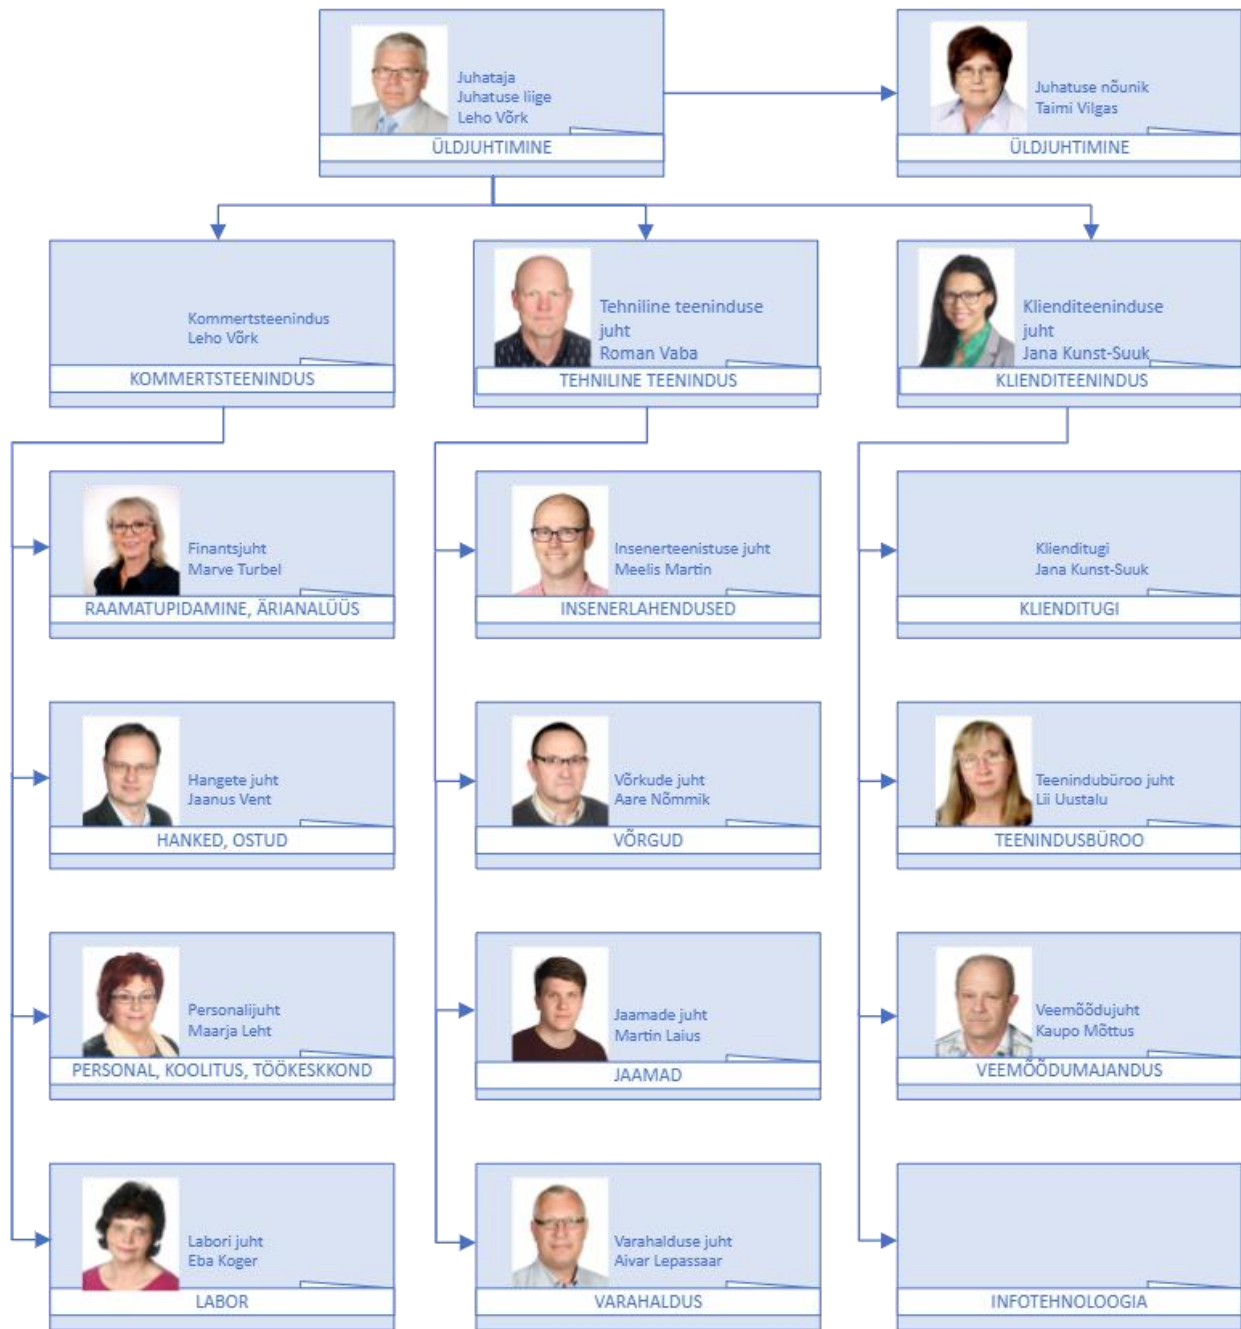 Juhataja
Juhatuse liige
Leho Võrk
ÜLDJUHTIMINE
Juhatuse nõunik
Taimi Vilgas
ÜLDJUHTIMINE
Kommertsteenindus
Leho Võrk
KOMMERTSTEENINDUS
Tehniline teeninduse
juht
Roman Vaba
TEHNILINE TEENINDUS
Klienditeeninduse
juht
Jana Kunst-Suuk
KLIENDITEENINDUS
Finantsjuht
Marve Turbel
RAAMATUPIDAMINE, ÄRIANALÜÜS
Insenerteenistuse juht
Meelis Martin
INSENERLAHENDUSED
Klienditugi
Jana Kunst-Suuk
KLIENDITUGI
Hangete juht
Jaanus Vent
HANKED, OSTUD
Võrkude juht
Aare Nõmmik
VÕRGUD
Teenindubüroo juht
Lii Uustalu
TEENINDUSBÜROO
Personalijuht
Maarja Leht
PERSONAL, KOOLITUS, TÖÖKESKKOND
Jaamade juht
Martin Laius
JAAMAD
Veemõõdujuht
Kaupo Mõttus
VEEMÕÕDUMAJANDUS
Labori juht
Eba Koger
LABOR
Varahalduse juht
Aivar Lepassaar
VARAHALDUS
INFOTEHNOLOOGIA